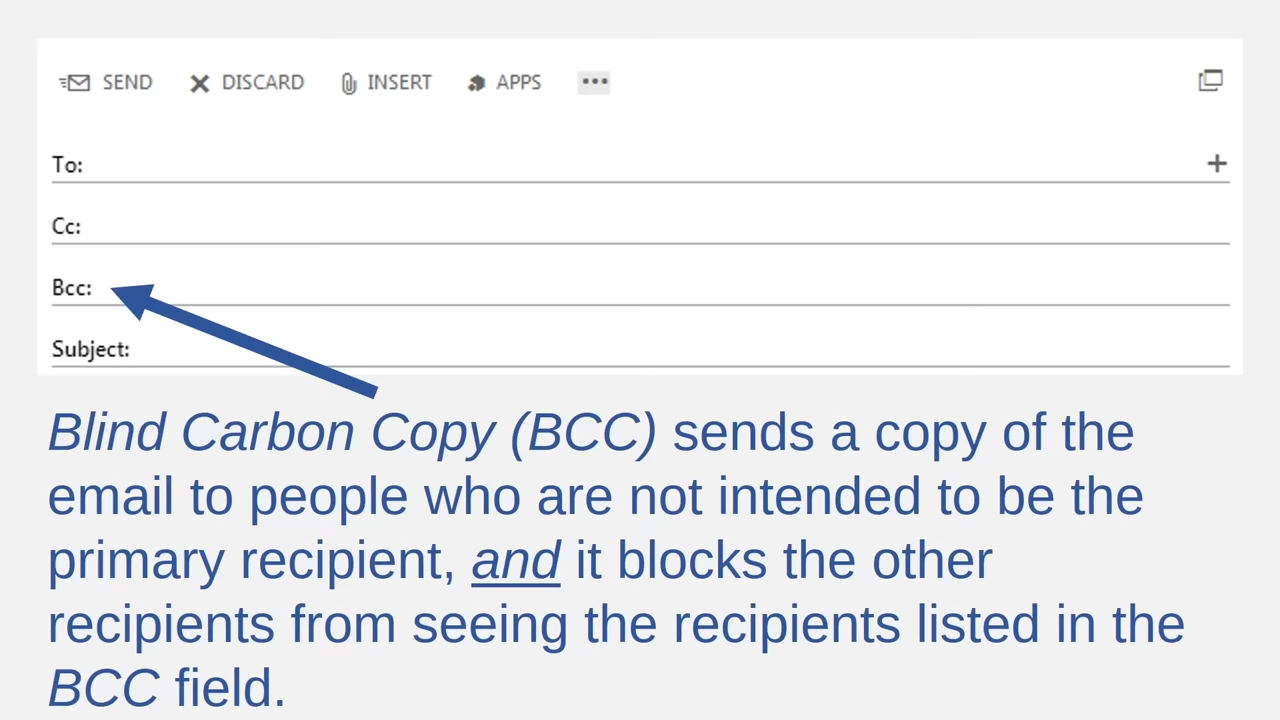 SEND DISCARD INSERT APPS •••
To: +
Cc:
Bcc:
Subject:
Blind Carbon Copy (BCC) sends a copy of the
email to people who are not intended to be the
primary recipient, and it blocks the other
recipients from seeing the recipients listed in the
BCC field.